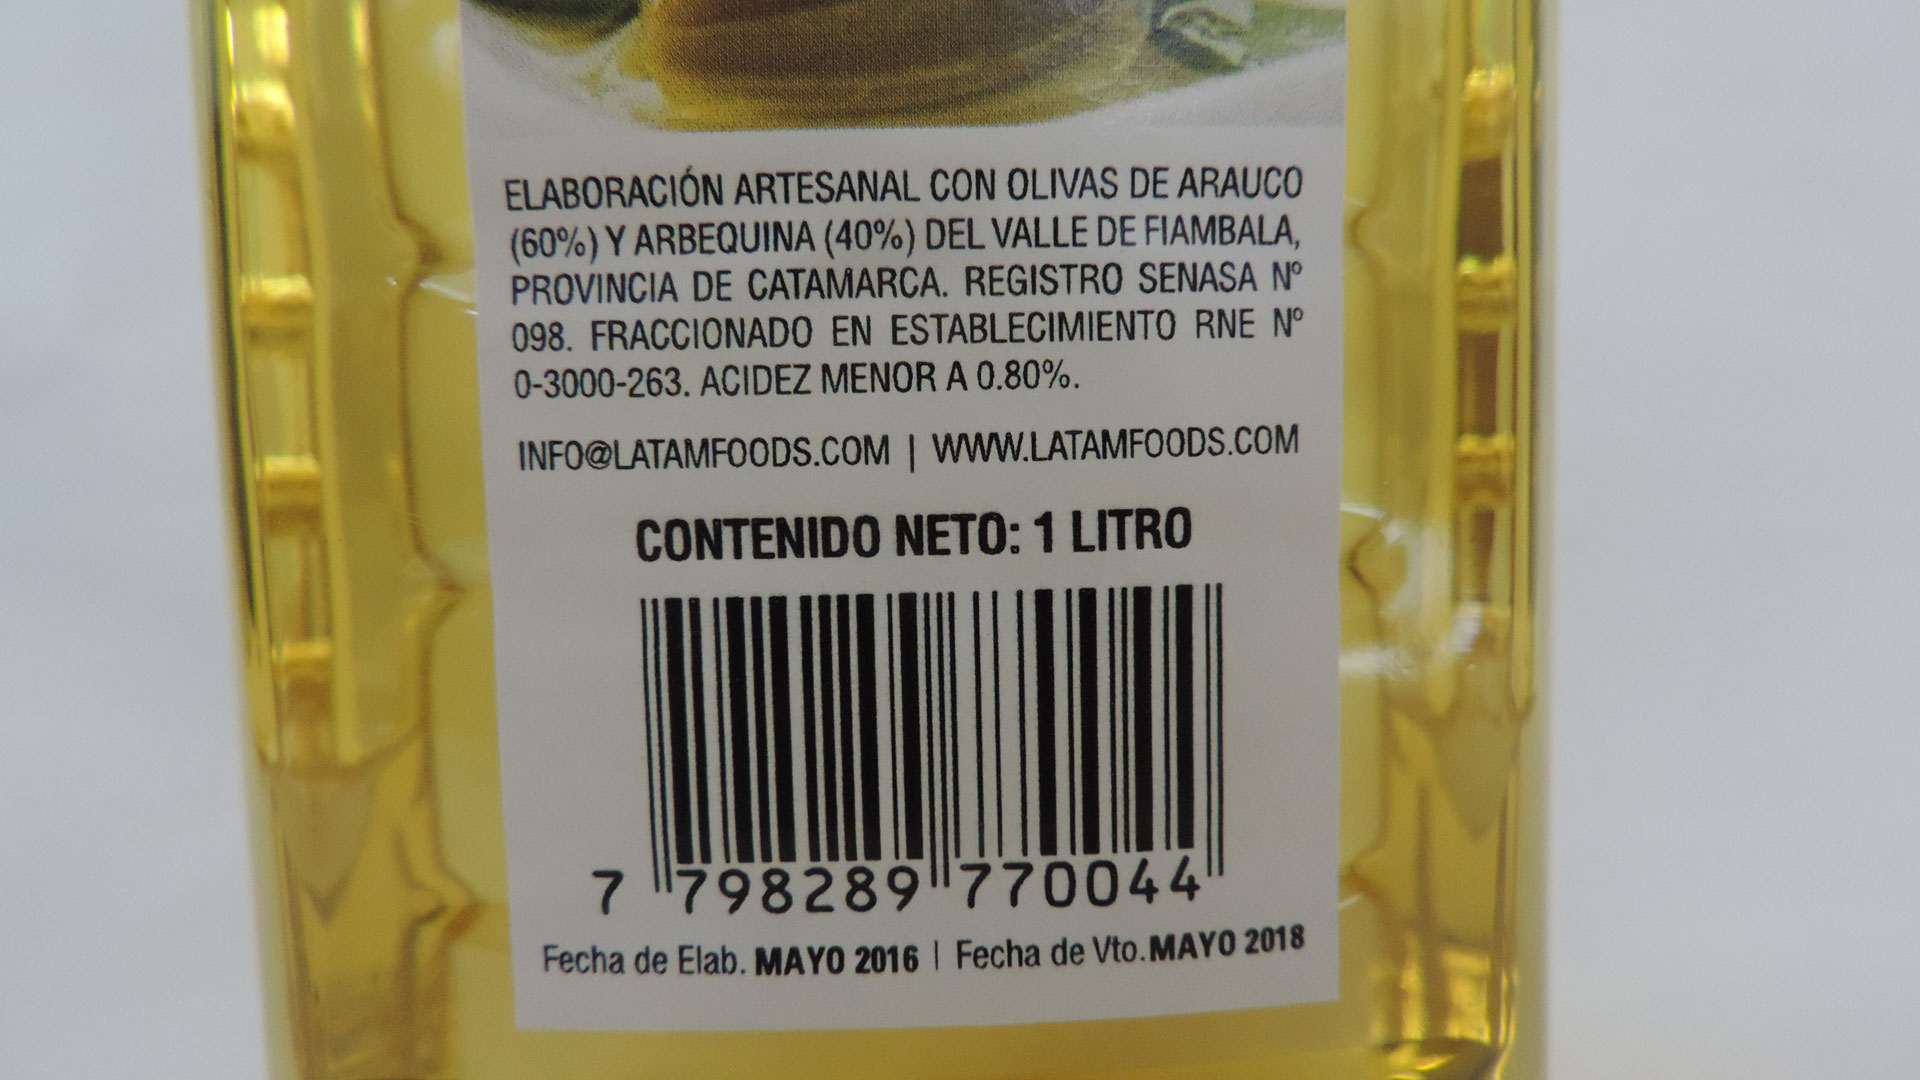 ELABORACIÓN ARTESANAL CON OLIVAS DE ARAUCO
(60%) Y ARBEQUINA (40%) DEL VALLE DE FIAMBALA,
PROVINCIA DE CATAMARCA. REGISTRO SENASA Nº
098. FRACCIONADO EN ESTABLECIMIENTO RNE Nº
0-3000-263. ACIDEZ MENOR A 0.80%.
INFO@LATAMFOODS.COM | WWW.LATAMFOODS.COM
CONTENIDO NETO: 1 LITRO
7 798289 770044
Fecha de Elab. MAYO 2016 | Fecha de Vto. MAYO 2018